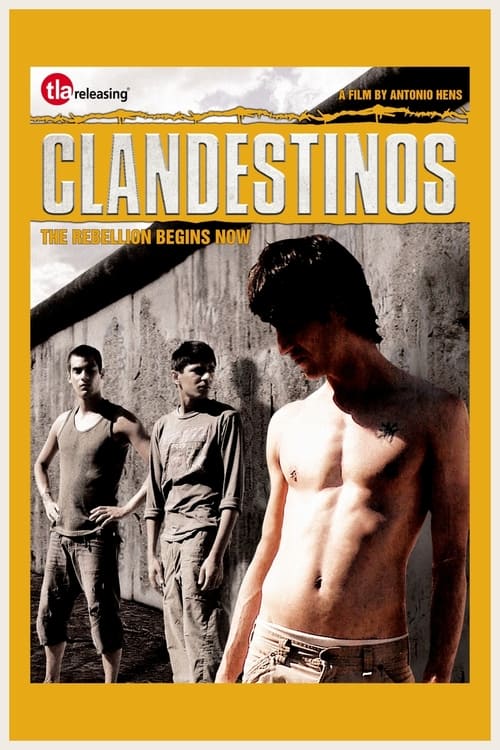 tla releasing®
A FILM BY ANTONIO HENS
CLANDESTINOS
THE REBELLION BEGINS NOW